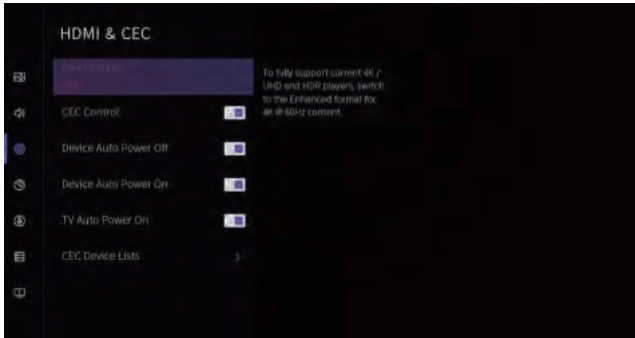 HDMI & CEC
To fully support current 4K /
UHD and HDR players, switch
to the Enhanced format for
4K @ 60Hz content.
CEC Control
Device Auto Power Off
Device Auto Power On
TV Auto Power On
CEC Device Lists